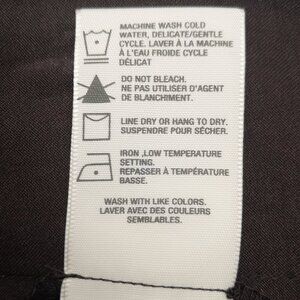 MACHINE WASH COLD
WATER, DELICATE/GENTLE
CYCLE. LAVER À LA MACHINE
À L'EAU FROIDE CYCLE
DÉLICAT
DO NOT BLEACH.
NE PAS UTILISER D'AGENT
DE BLANCHIMENT.
LINE DRY OR HANG TO DRY.
SUSPENDRE POUR SÉCHER.
IRON ,LOW TEMPERATURE
SETTING.
REPASSER À TEMPÉRATURE
BASSE.
WASH WITH LIKE COLORS.
LAVER AVEC DES COULEURS
SEMBLABLES.